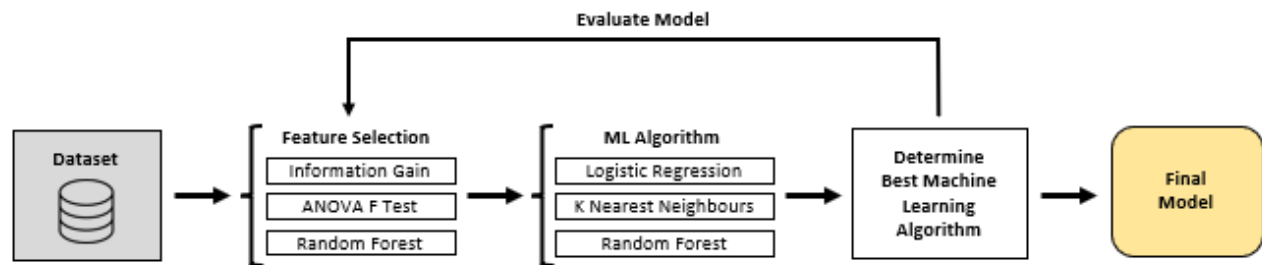 Evaluate Model
Dataset
Feature Selection
Information Gain
ANOVA F Test
Random Forest
ML Algorithm
Logistic Regression
K Nearest Neighbours
Random Forest
Determine
Best Machine
Learning
Algorithm
Final
Model